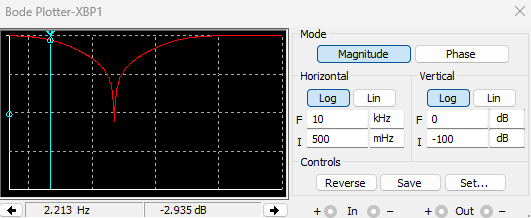 Bode Plotter-XBP1
Mode
Magnitude Phase
Horizontal Vertical
Log Lin Log Lin
F 10 kHz F 0 dB
I 500 mHz I -100 dB
Controls
Reverse Save Set...
2.213 Hz -2.935 dB
+ In − + Out −